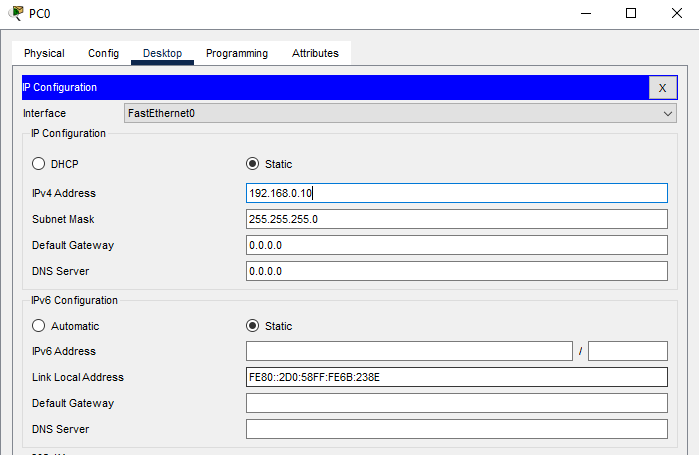 PC0
Physical Config Desktop Programming Attributes
IP Configuration X
Interface FastEthernet0
IP Configuration
DHCP Static
IPv4 Address 192.168.0.10
Subnet Mask 255.255.255.0
Default Gateway 0.0.0.0
DNS Server 0.0.0.0
IPv6 Configuration
Automatic Static
IPv6 Address /
Link Local Address FE80::2D0:58FF:FE6B:238E
Default Gateway
DNS Server